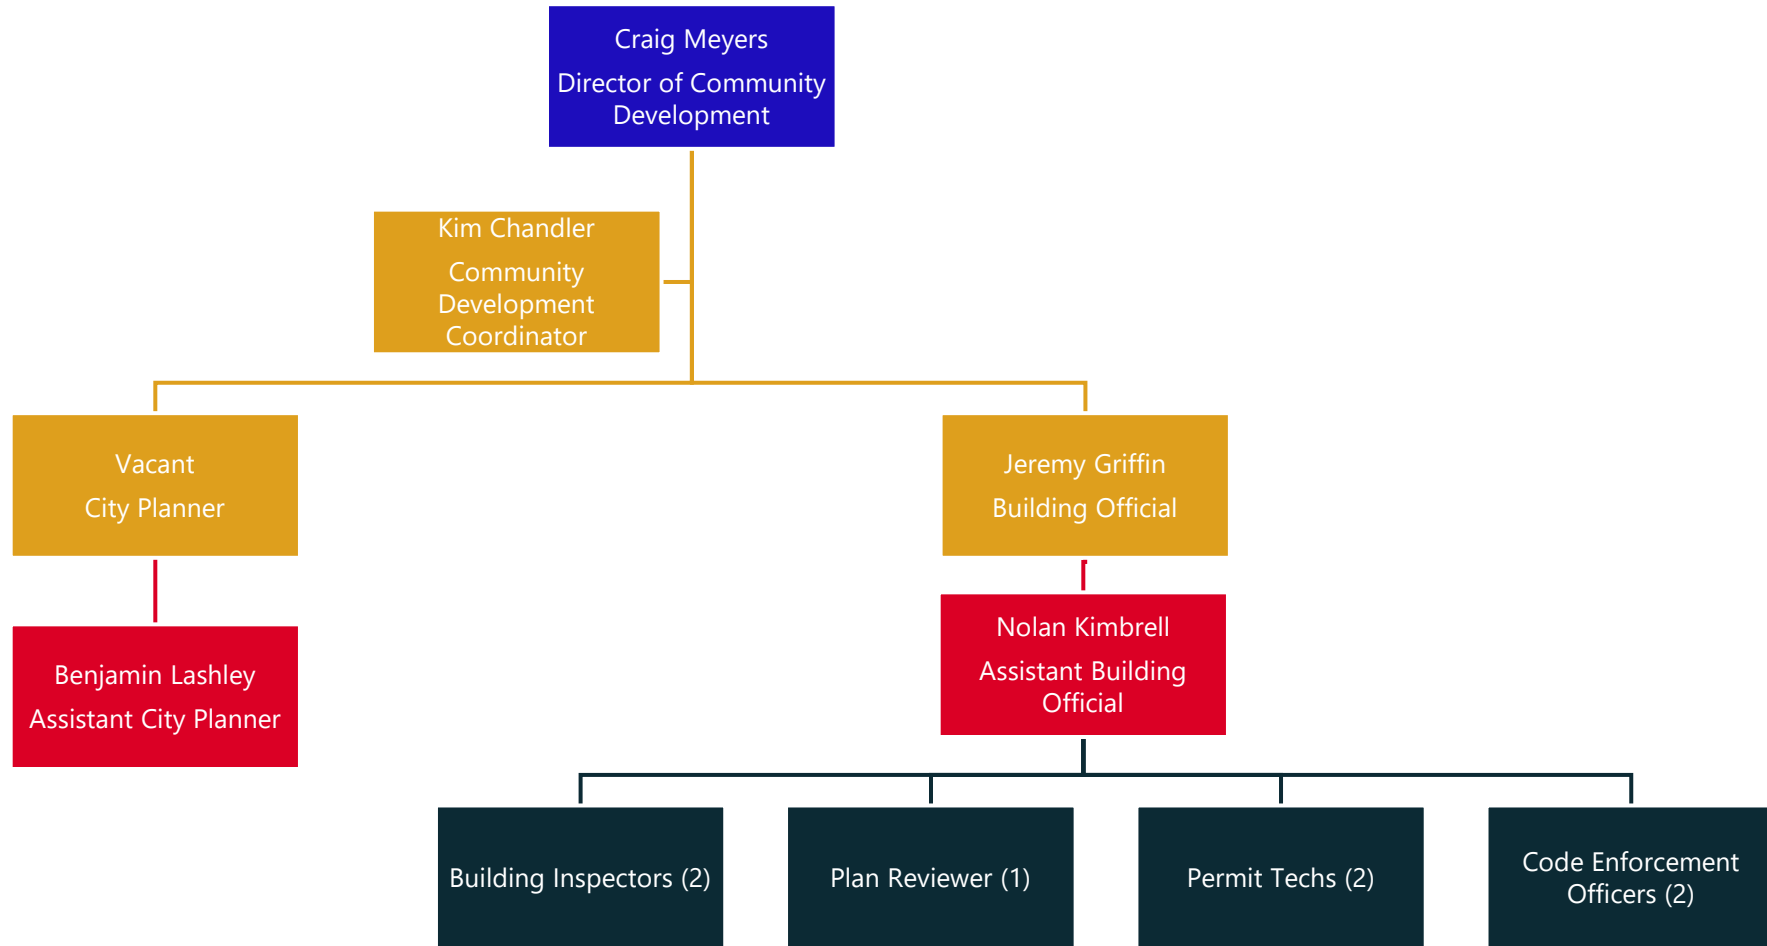 Craig Meyers
Director of Community
Development
Kim Chandler
Community
Development
Coordinator
Vacant
City Planner
Jeremy Griffin
Building Official
Benjamin Lashley
Assistant City Planner
Nolan Kimbrell
Assistant Building
Official
Building Inspectors (2)
Plan Reviewer (1)
Permit Techs (2)
Code Enforcement
Officers (2)